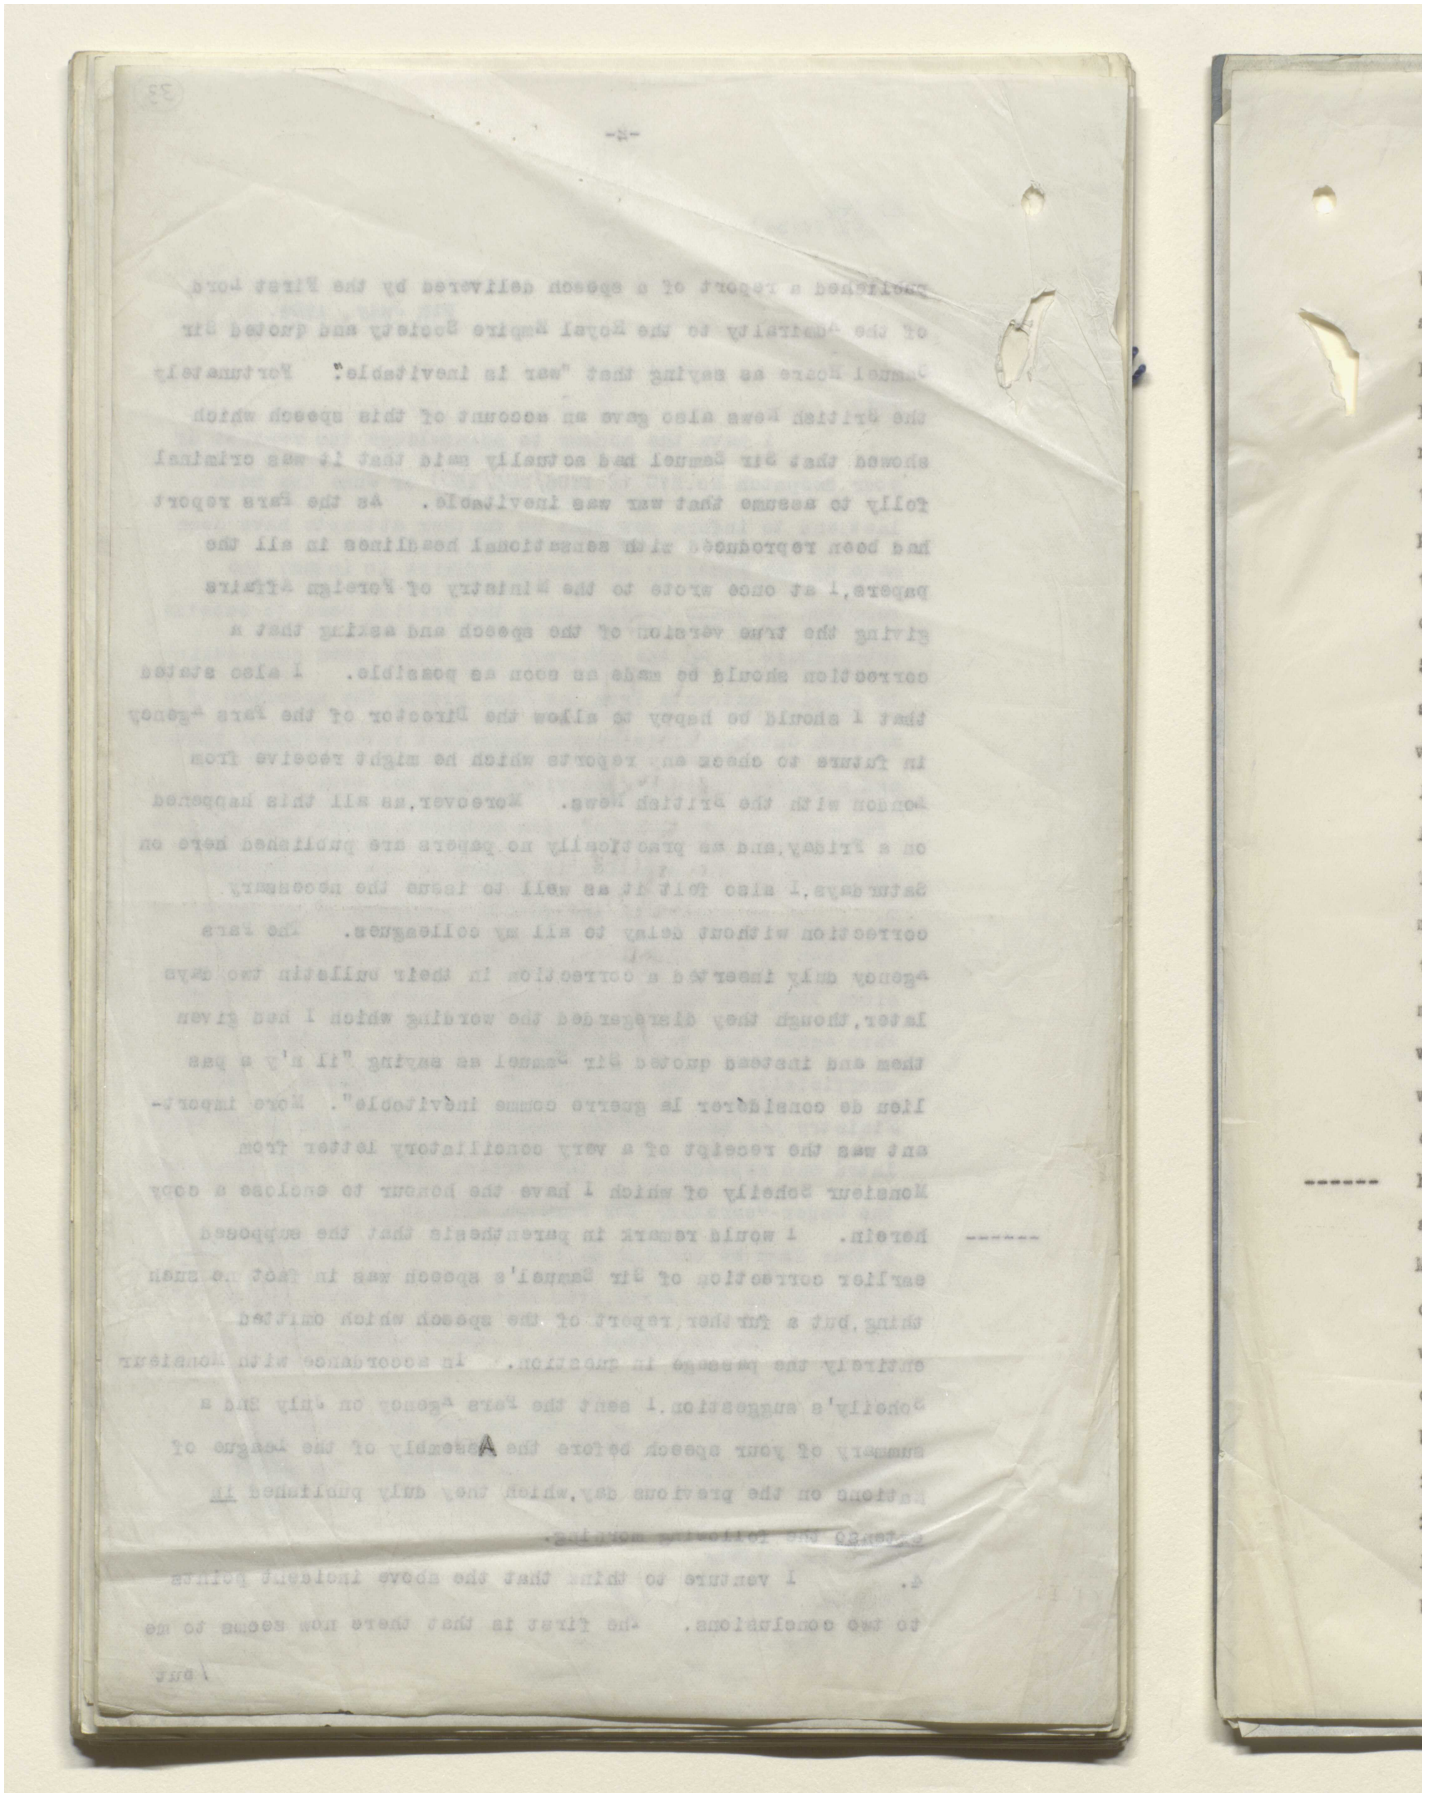 33
-2-
published a report of a speech delivered by the First Lord
of the Admiralty to the Royal Empire Society and quoted Sir
Samuel Hoare as saying that "war is inevitable". Fortunately
the British News also gave an account of this speech which
showed that Sir Samuel had actually said that it was criminal
folly to assume that war was inevitable. As the Pars report
had been reproduced with sensational headlines in all the
papers, I at once wrote to the Ministry of Foreign Affairs
giving the true version of the speech and asking that a
correction should be made as soon as possible. I also stated
that I should be happy to allow the Director of the Pars Agency
in future to check any reports which he might receive from
London with the British News. Moreover, as all this happened
on a Friday, and as practically no papers are published here on
Saturdays, I also felt it as well to issue the necessary
correction without delay to all my colleagues. The Pars
Agency duly inserted a correction in their bulletin two days
later, though they disregarded the wording which I had given
them and instead quoted Sir Samuel as saying "il n'y a pas
lieu de considérer la guerre comme inévitable". More import-
ant was the receipt of a very conciliatory letter from
Monsieur Soheily of which I have the honour to enclose a copy
herein. I would remark in parenthesis that the supposed
------
earlier correction of Sir Samuel's speech was in fact no such
thing, but a further report of the speech which omitted
entirely the passage in question. In accordance with Monsieur
Soheily's suggestion, I sent the Pars Agency on July 2nd a
summary of your speech before the Assembly of the League of
Nations on the previous day, which they duly published in
extenso the following morning.
4. I venture to think that the above incident points
to two conclusions. The first is that there now seems to me
/but
------